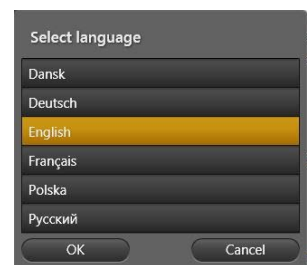 Select language
Dansk
Deutsch
English
Français
Polska
Русский
OK Cancel